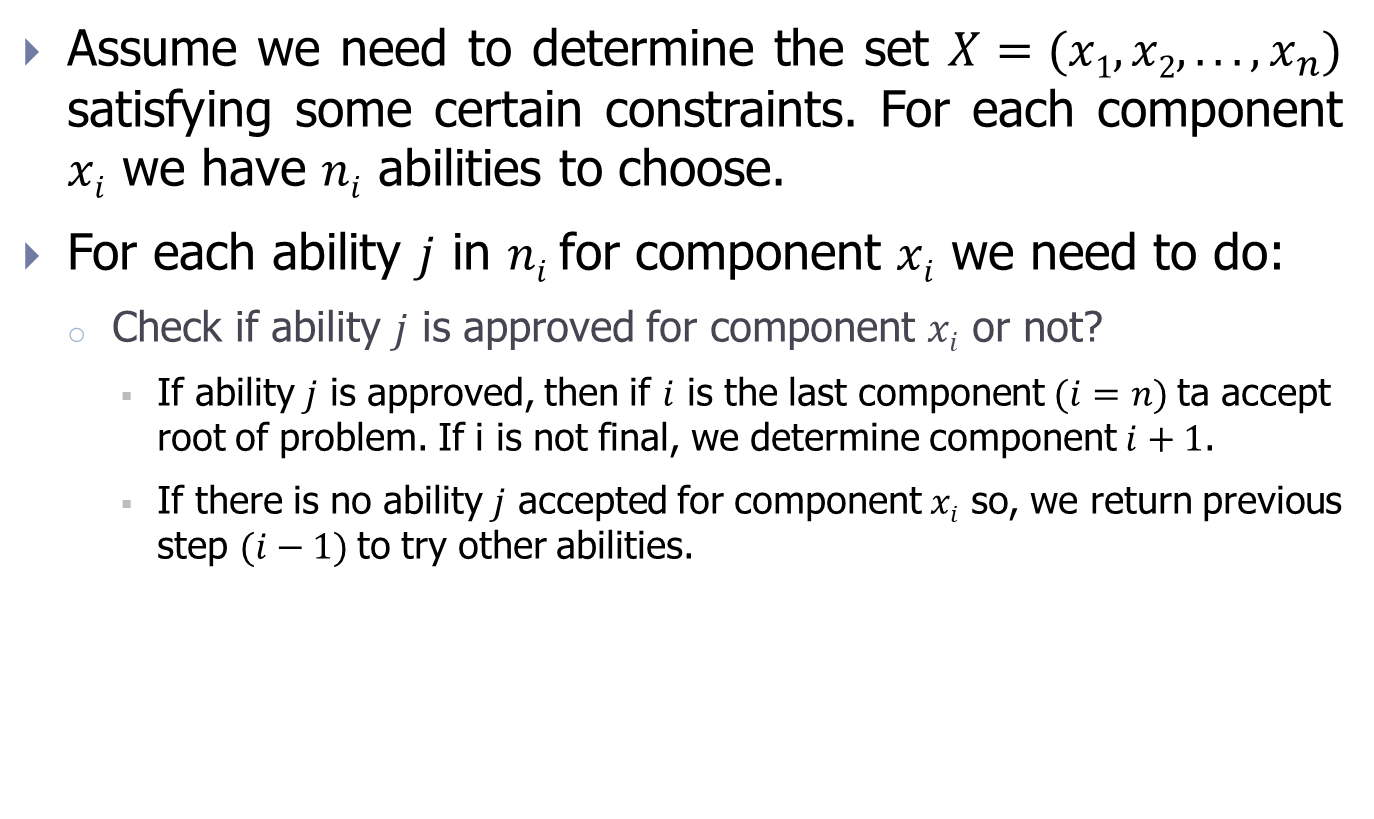 Assume we need to determine the set X = (x₁, x₂, . . . , xₙ)
satisfying some certain constraints. For each component
xᵢ we have nᵢ abilities to choose.
For each ability j in nᵢ for component xᵢ we need to do:
Check if ability j is approved for component xᵢ or not?
If ability j is approved, then if i is the last component (i = n) ta accept
root of problem. If i is not final, we determine component i + 1.
If there is no ability j accepted for component xᵢ so, we return previous
step (i − 1) to try other abilities.